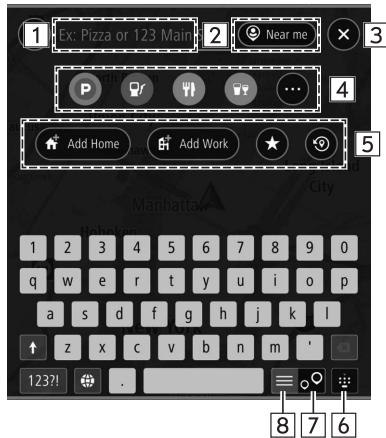 1 Ex: Pizza or 123 Main S 2 Near me 3
P 4
Add Home Add Work 5
City
Manhattan
Hoboken
1 2 3 4 5 6 7 8 9 0
q w e r t y u i o p
a s d f g h j k l
z x c v b n m '
123?! .
8 7 6